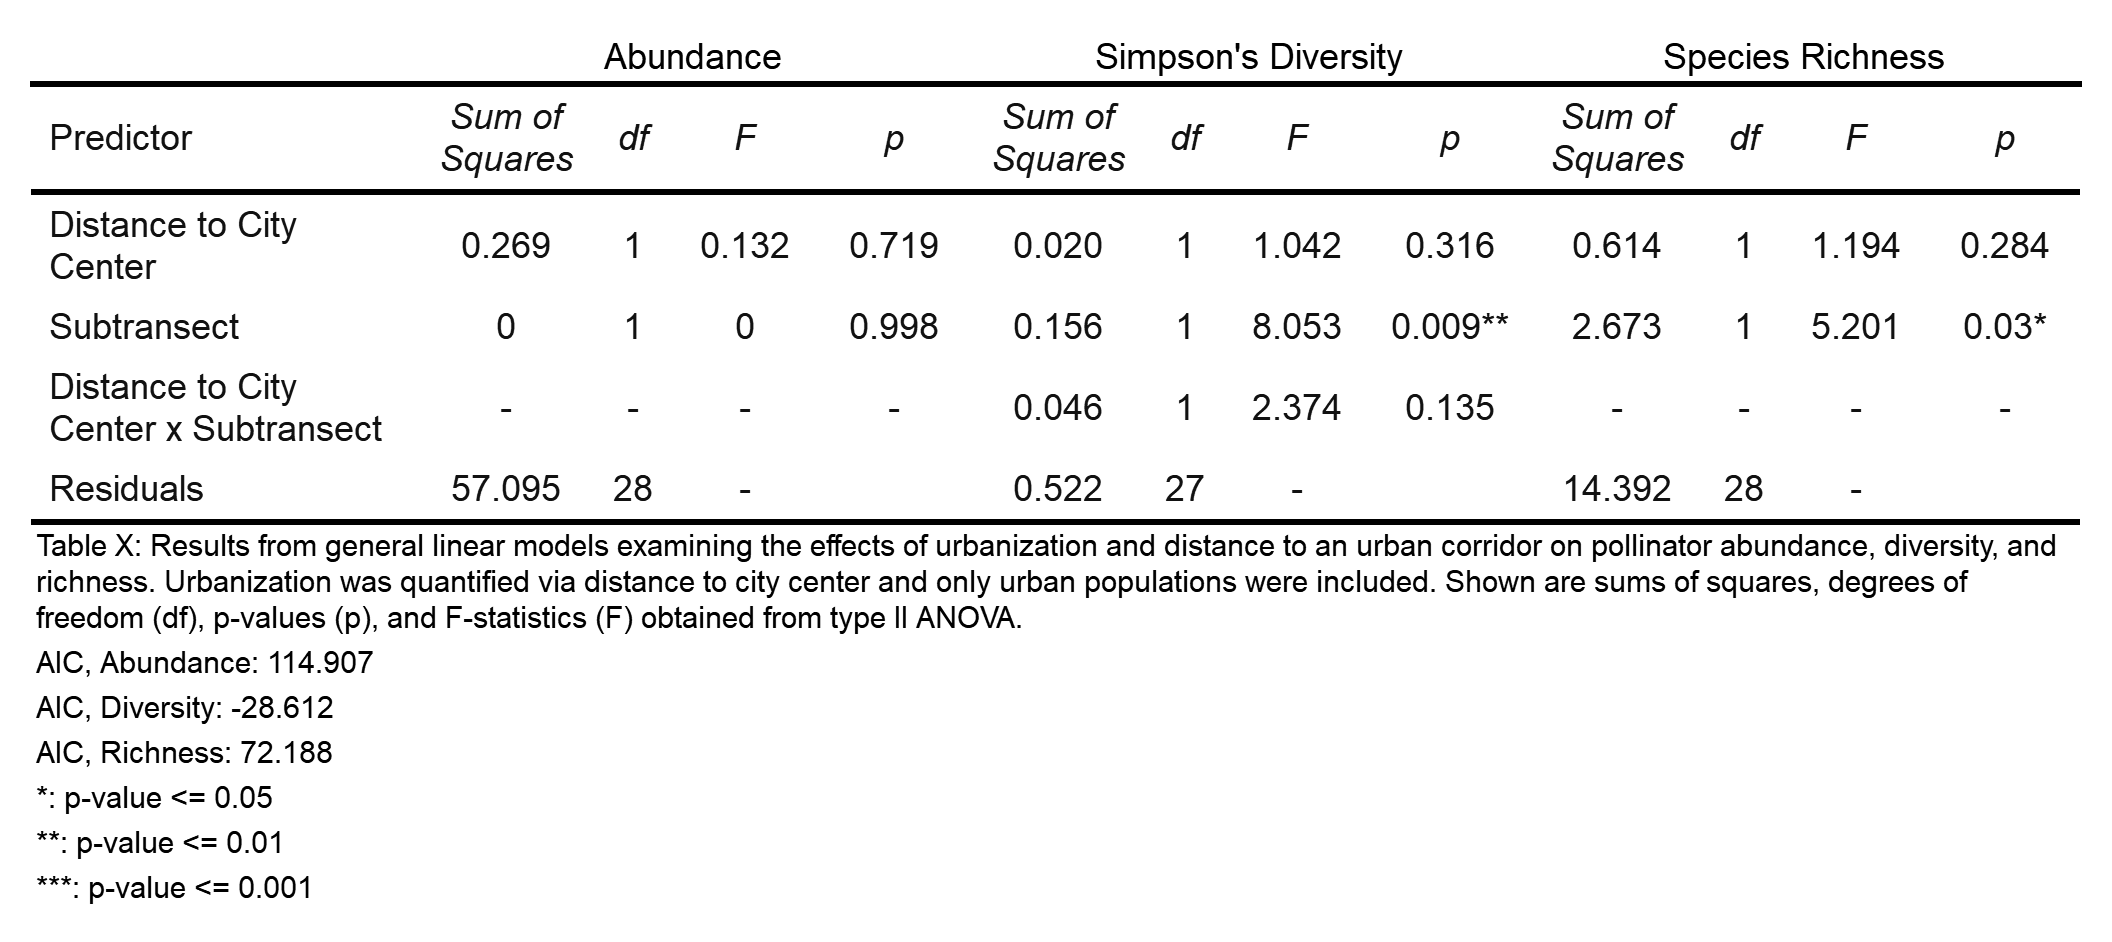 Abundance Simpson's Diversity Species Richness
Predictor Sum of Squares df F p Sum of Squares df F p Sum of Squares df F p
Distance to City Center 0.269 1 0.132 0.719 0.020 1 1.042 0.316 0.614 1 1.194 0.284
Subtransect 0 1 0 0.998 0.156 1 8.053 0.009** 2.673 1 5.201 0.03*
Distance to City Center x Subtransect - - - - 0.046 1 2.374 0.135 - - - -
Residuals 57.095 28 - 0.522 27 - 14.392 28 -
Table X: Results from general linear models examining the effects of urbanization and distance to an urban corridor on pollinator abundance, diversity, and
richness. Urbanization was quantified via distance to city center and only urban populations were included. Shown are sums of squares, degrees of
freedom (df), p-values (p), and F-statistics (F) obtained from type II ANOVA.
AIC, Abundance: 114.907
AIC, Diversity: -28.612
AIC, Richness: 72.188
*: p-value <= 0.05
**: p-value <= 0.01
***: p-value <= 0.001